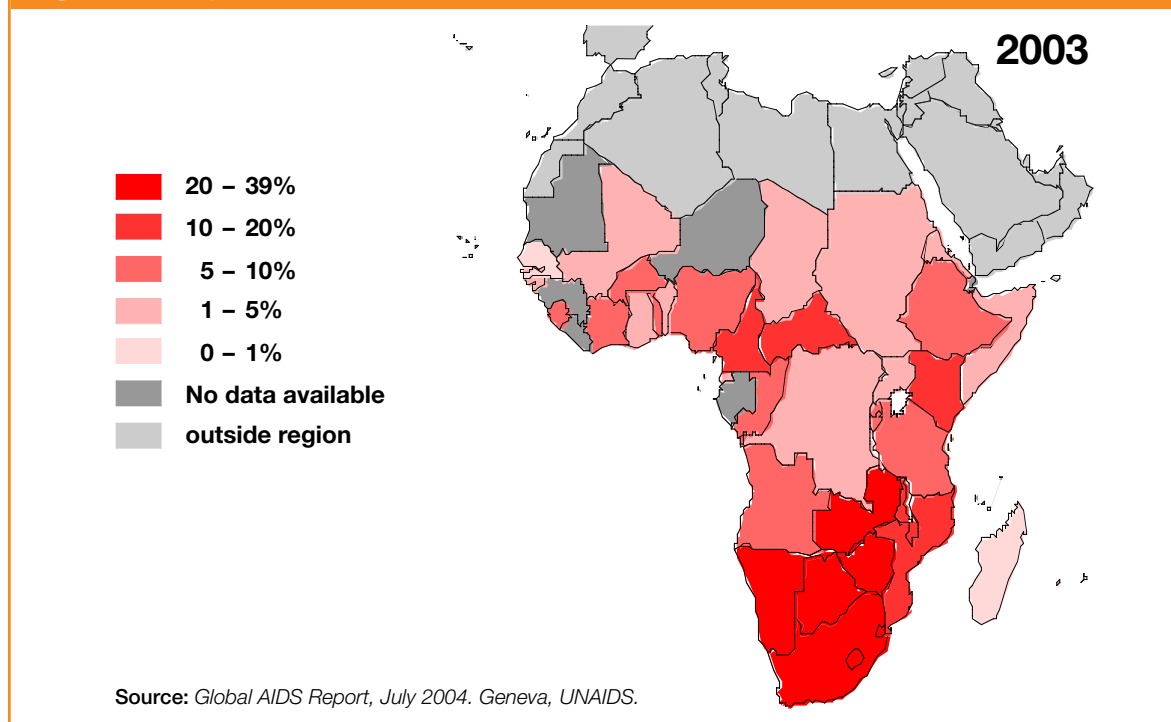 2003
20 – 39%
10 – 20%
5 – 10%
1 – 5%
0 – 1%
No data available
outside region
Source: Global AIDS Report, July 2004. Geneva, UNAIDS.